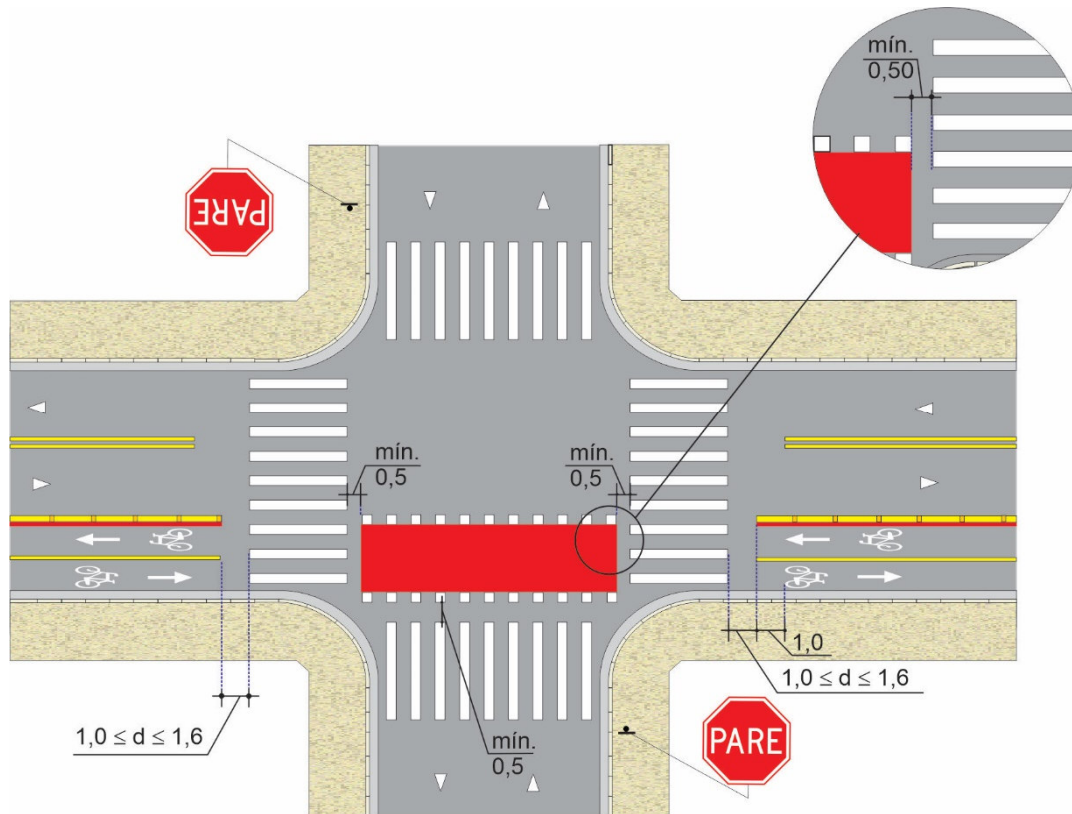 mín.
0,50
PARE
mín.
0,5
mín.
0,5
1,0
1,0 ≤ d ≤ 1,6
1,0 ≤ d ≤ 1,6
mín.
0,5
PARE